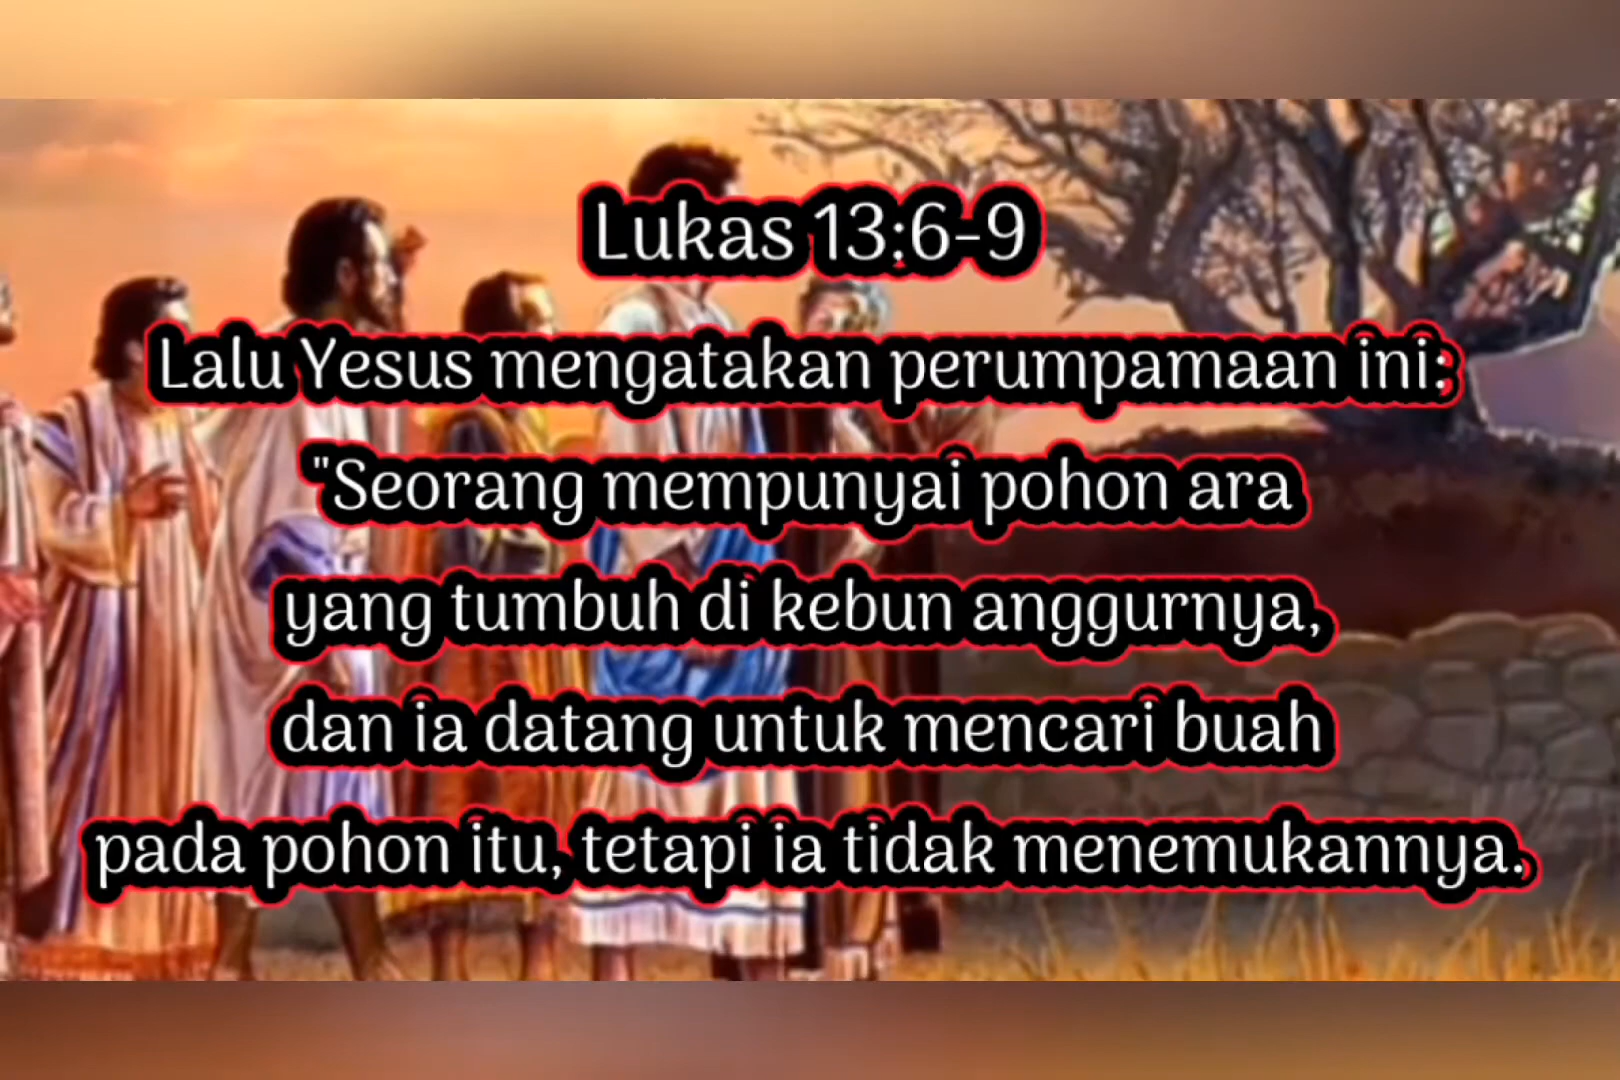 Lukas 13:6-9
Lalu Yesus mengatakan perumpamaan ini:
"Seorang mempunyai pohon ara
yang tumbuh di kebun anggurnya,
dan ia datang untuk mencari buah
pada pohon itu, tetapi ia tidak menemukannya.